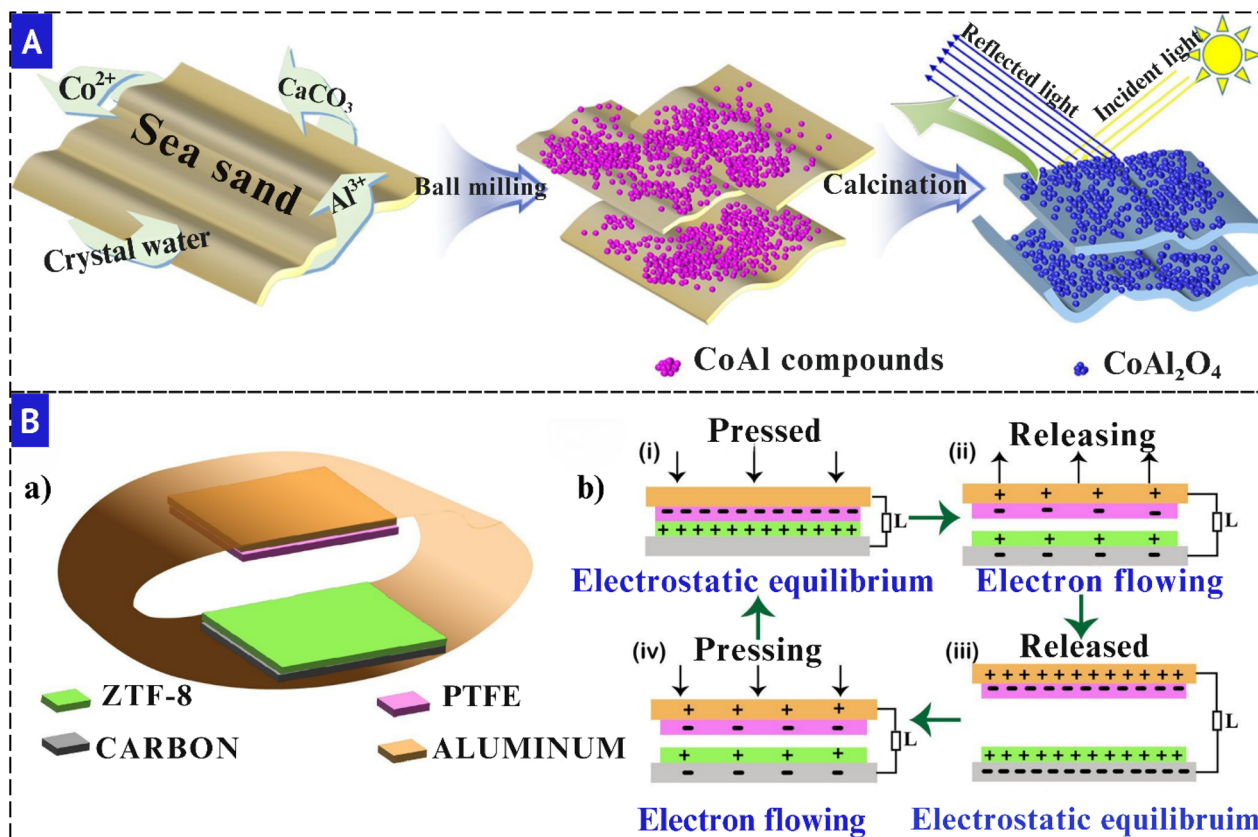 A
Co²⁺
CaCO₃
Sea sand
Al³⁺
Crystal water
Ball milling
Calcination
Reflected light
Incident light
CoAl compounds
CoAl₂O₄
B
a)
ZTF-8
PTFE
CARBON
ALUMINUM
b)
(i)
Pressed
- - - - - - - - - - - -
+ + + + + + + + + + + +
L
Electrostatic equilibrium
(ii)
Releasing
+ + + +
- - - -
+ + + +
- - - -
L
Electron flowing
(iv)
Pressing
+ + + +
- - - -
+ + + +
- - - -
L
Electron flowing
(iii)
Released
+ + + + + + + + + + + +
- - - - - - - - - - -
L
+ + + + + + + + + + + +
- - - - - - - - - - - -
Electrostatic equilibruim